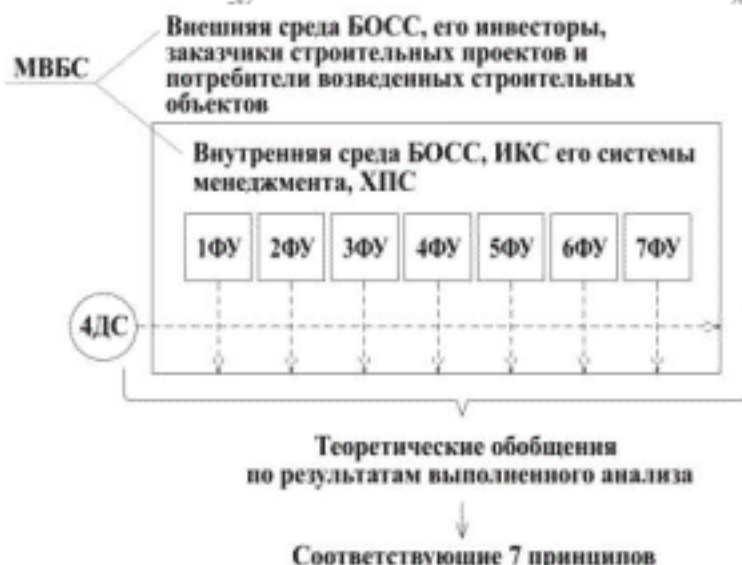 Внешняя среда БОСС, его инвесторы,
заказчики строительных проектов и
МВБС
потребители возведенных строительных
объектов
Внутренняя среда БОСС, ИКС его системы
менеджмента, ХПС
1ФУ 2ФУ 3ФУ 4ФУ 5ФУ 6ФУ 7ФУ
4ДС
Теоретические обобщения
по результатам выполненного анализа
Соответствующие 7 принципов